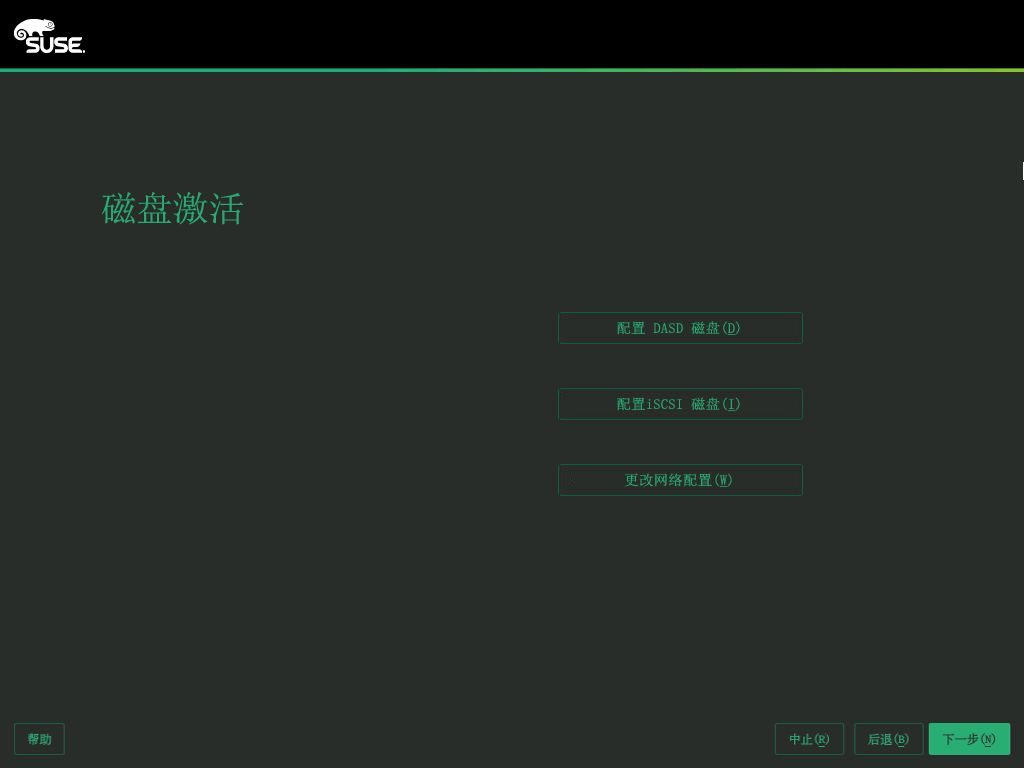 SUSE.
磁盘激活
配置 DASD 磁盘(D)
配置iSCSI 磁盘(I)
更改网络配置(W)
帮助 中止(R) 后退(B) 下一步(N)